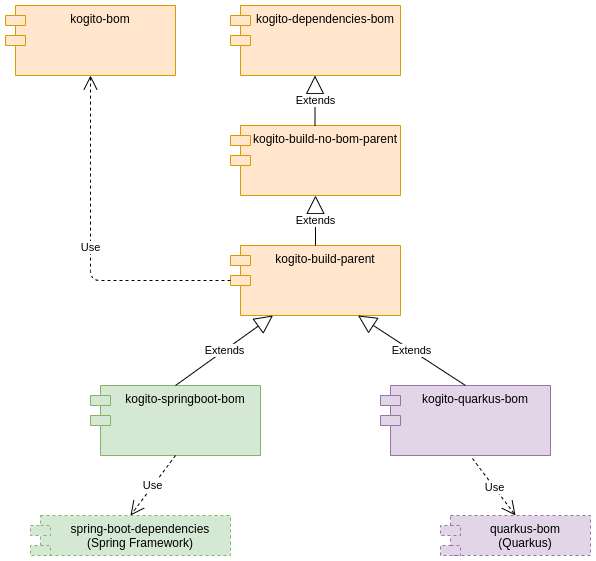 kogito-bom
kogito-dependencies-bom
Extends
kogito-build-no-bom-parent
Extends
Use
kogito-build-parent
Extends
Extends
kogito-springboot-bom
kogito-quarkus-bom
Use
Use
spring-boot-dependencies
(Spring Framework)
quarkus-bom
(Quarkus)